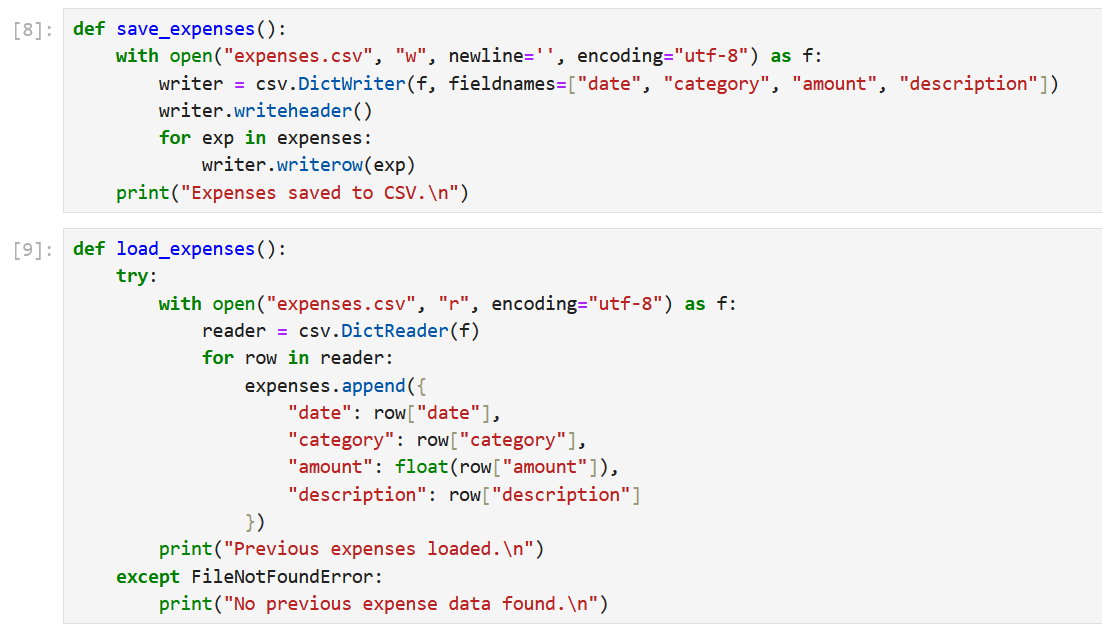 [8]:
def save_expenses():
    with open("expenses.csv", "w", newline='', encoding="utf-8") as f:
        writer = csv.DictWriter(f, fieldnames=["date", "category", "amount", "description"])
        writer.writeheader()
        for exp in expenses:
            writer.writerow(exp)
    print("Expenses saved to CSV.\n")
[9]:
def load_expenses():
    try:
        with open("expenses.csv", "r", encoding="utf-8") as f:
            reader = csv.DictReader(f)
            for row in reader:
                expenses.append({
                    "date": row["date"],
                    "category": row["category"],
                    "amount": float(row["amount"]),
                    "description": row["description"]
                })
        print("Previous expenses loaded.\n")
    except FileNotFoundError:
        print("No previous expense data found.\n")